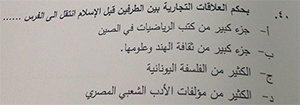 ٤٠. بحكم العلاقات التجارية بين الطرفين قبل الإسلام انتقل الى الفرس ......
أ- جزء كبير من كتب الرياضيات في الصين
ب- جزء كبير من ثقافة الهند وعلومها.
ج- الكثير من الفلسفة اليونانية
د- الكثير من مؤلفات الأدب الشعبي المصري